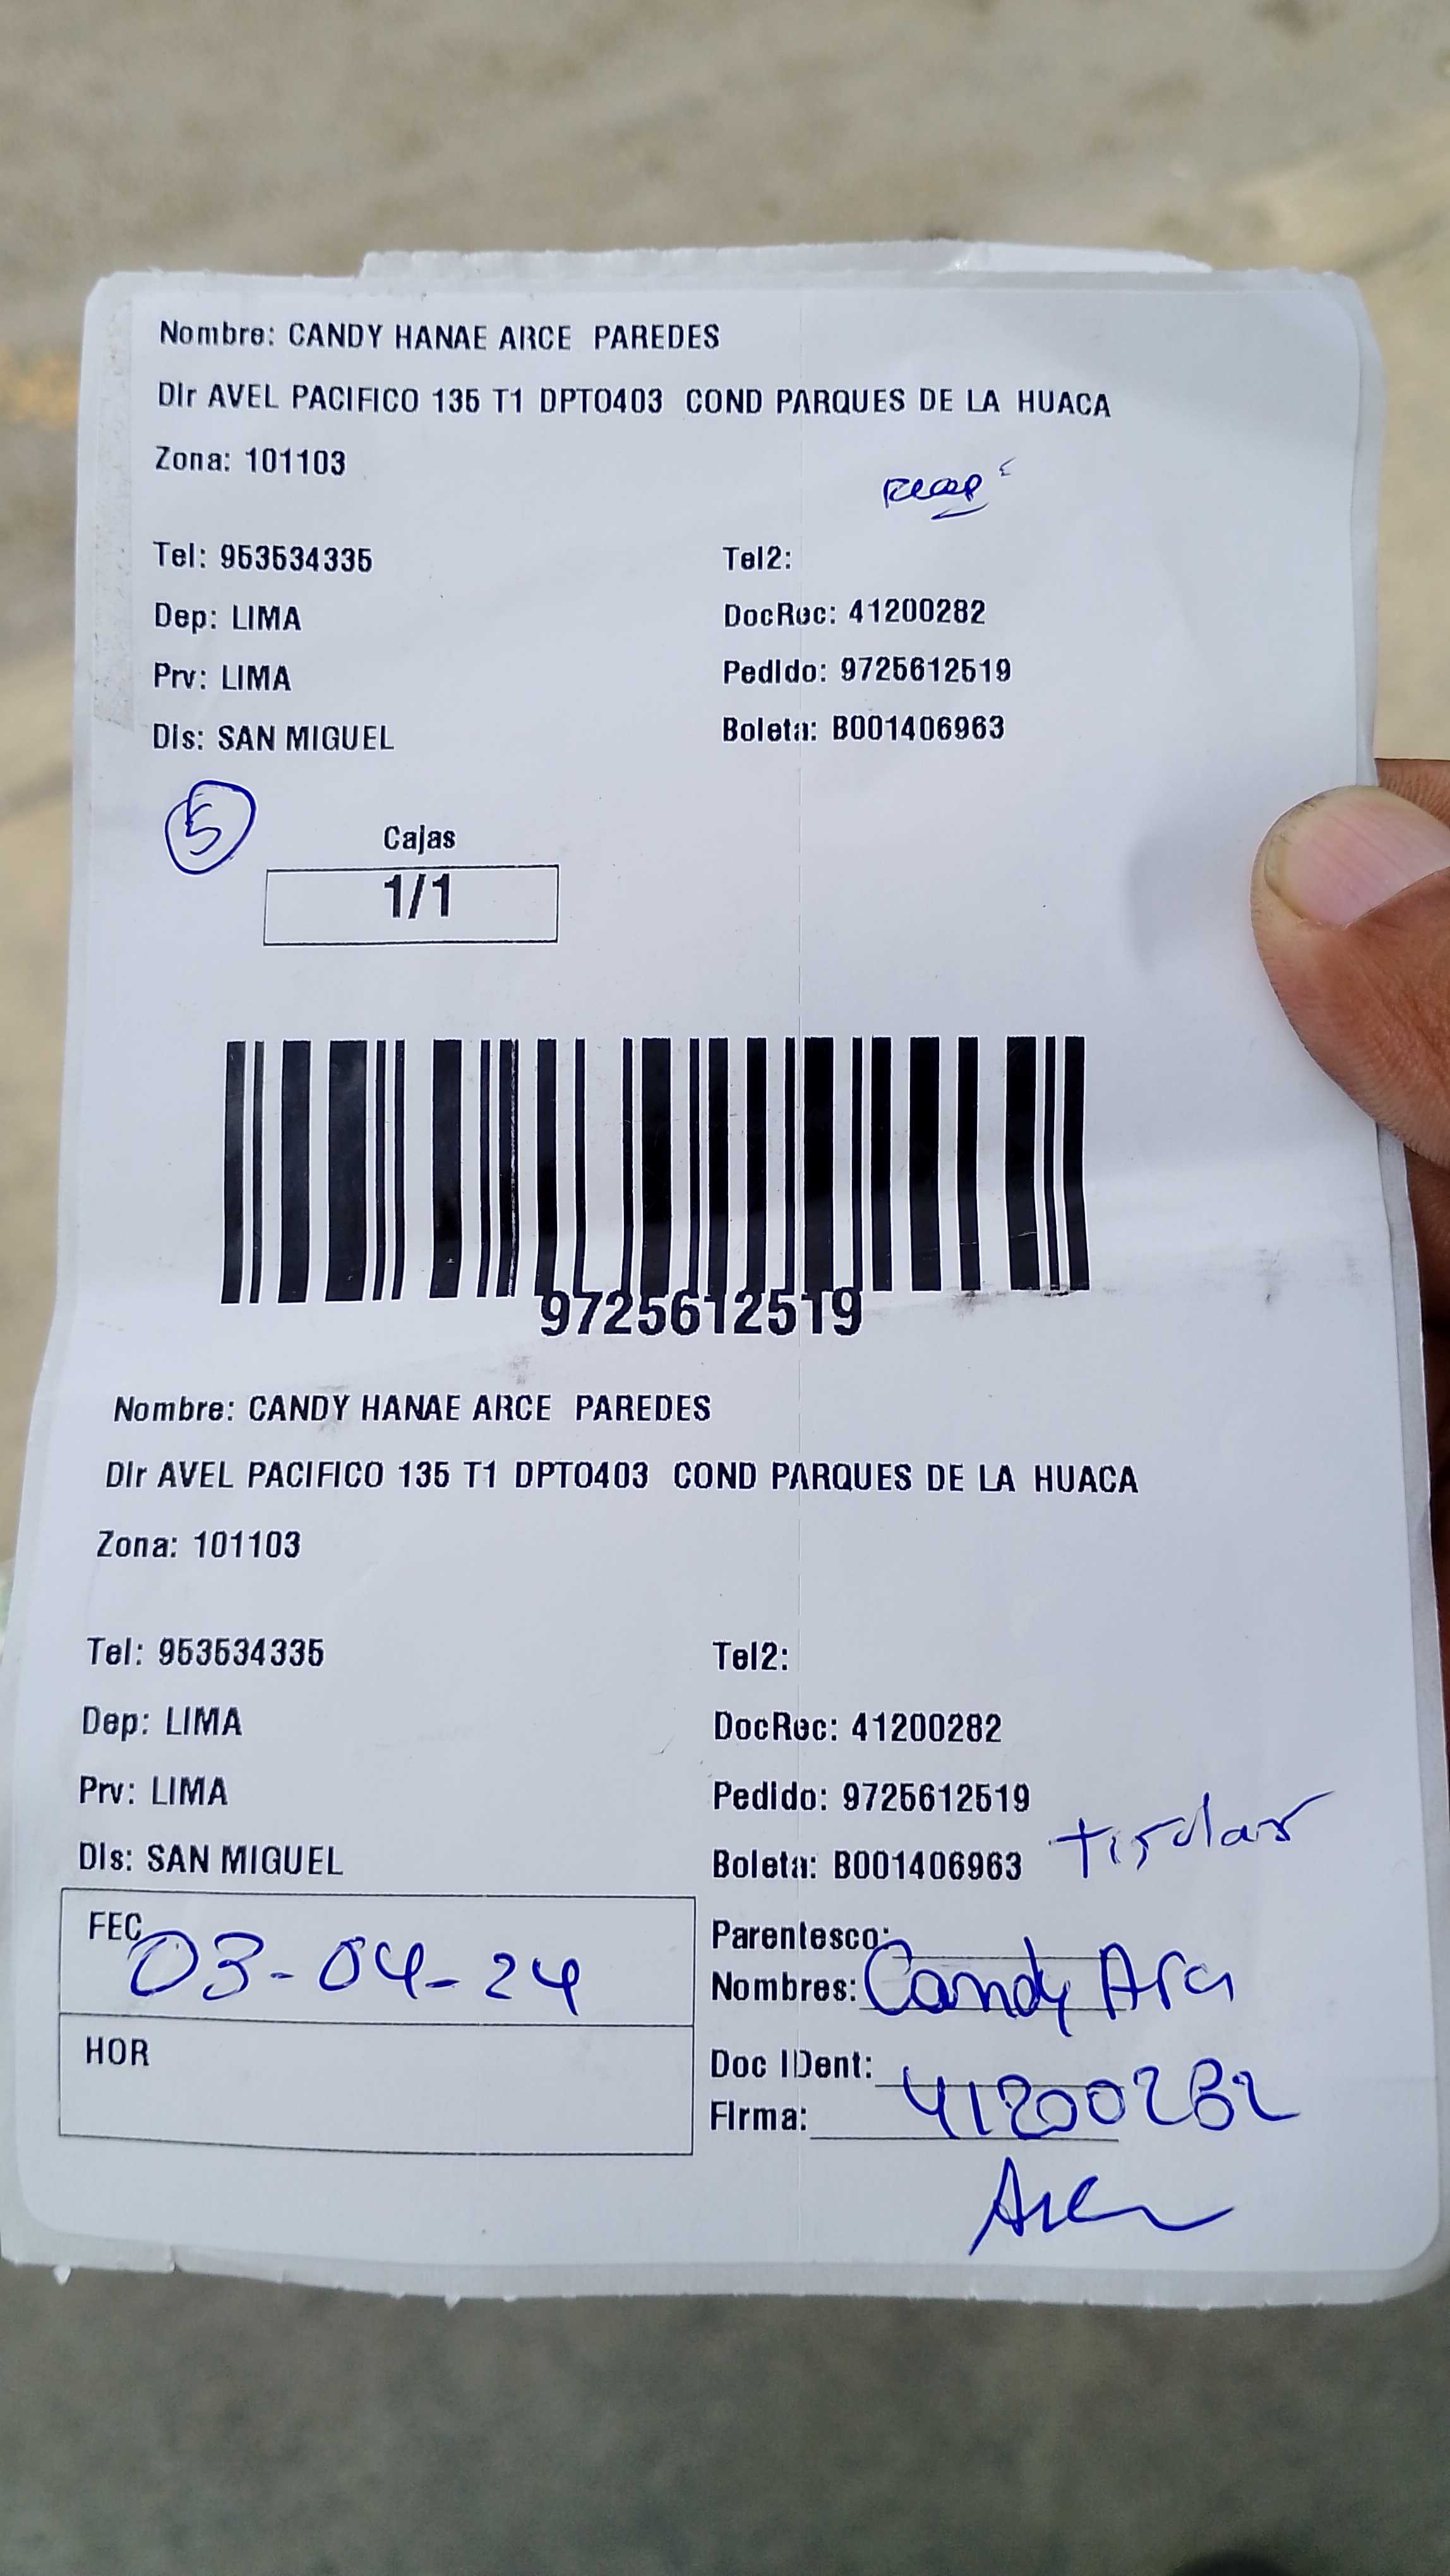 Nombre: CANDY HANAE ARCE PAREDES
Dir AVEL PACIFICO 135 T1 DPTO403 COND PARQUES DE LA HUACA
Zona: 101103
Tel: 953534335 Tel2:
Dep: LIMA DocRec: 41200282
Prv: LIMA Pedido: 9725612519
Dis: SAN MIGUEL Boleta: B001406963
5
Cajas
1/1
9725612519
Nombre: CANDY HANAE ARCE PAREDES
Dir AVEL PACIFICO 135 T1 DPTO403 COND PARQUES DE LA HUACA
Zona: 101103
Tel: 953534335 Tel2:
Dep: LIMA DocRec: 41200282
Prv: LIMA Pedido: 9725612519
Dis: SAN MIGUEL Boleta: B001406963
FEC 03-04-24
HOR
Parentesco:
Nombres: Candy Arce
Doc IDent: 41200282
Firma:
Arce